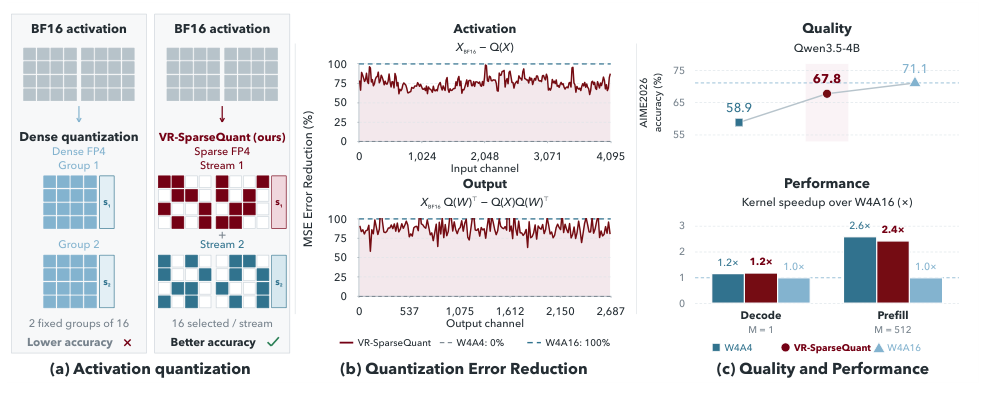 BF16 activation
Dense quantization
Dense FP4
Group 1
s₁
Group 2
s₂
2 fixed groups of 16
Lower accuracy ×
BF16 activation
VR-SparseQuant (ours)
Sparse FP4
Stream 1
s₁
+
Stream 2
s₂
16 selected / stream
Better accuracy ✓
(a) Activation quantization
MSE Error Reduction (%)
Activation
X_BF16 − Q(X)
100
75
50
25
0
0 1,024 2,048 3,071 4,095
Input channel
Output
X_BF16 Q(W)^⊤ − Q(X)Q(W)^⊤
100
75
50
25
0
0 537 1,075 1,612 2,150 2,687
Output channel
VR-SparseQuant W4A4: 0% W4A16: 100%
(b) Quantization Error Reduction
Quality
Qwen3.5-4B
AIME2026
accuracy (%)
75
65
55
58.9
67.8
71.1
Performance
Kernel speedup over W4A16 (×)
3
2
1
0
1.2× 1.2× 1.0× 2.6× 2.4× 1.0×
Decode Prefill
M = 1 M = 512
W4A4 VR-SparseQuant W4A16
(c) Quality and Performance